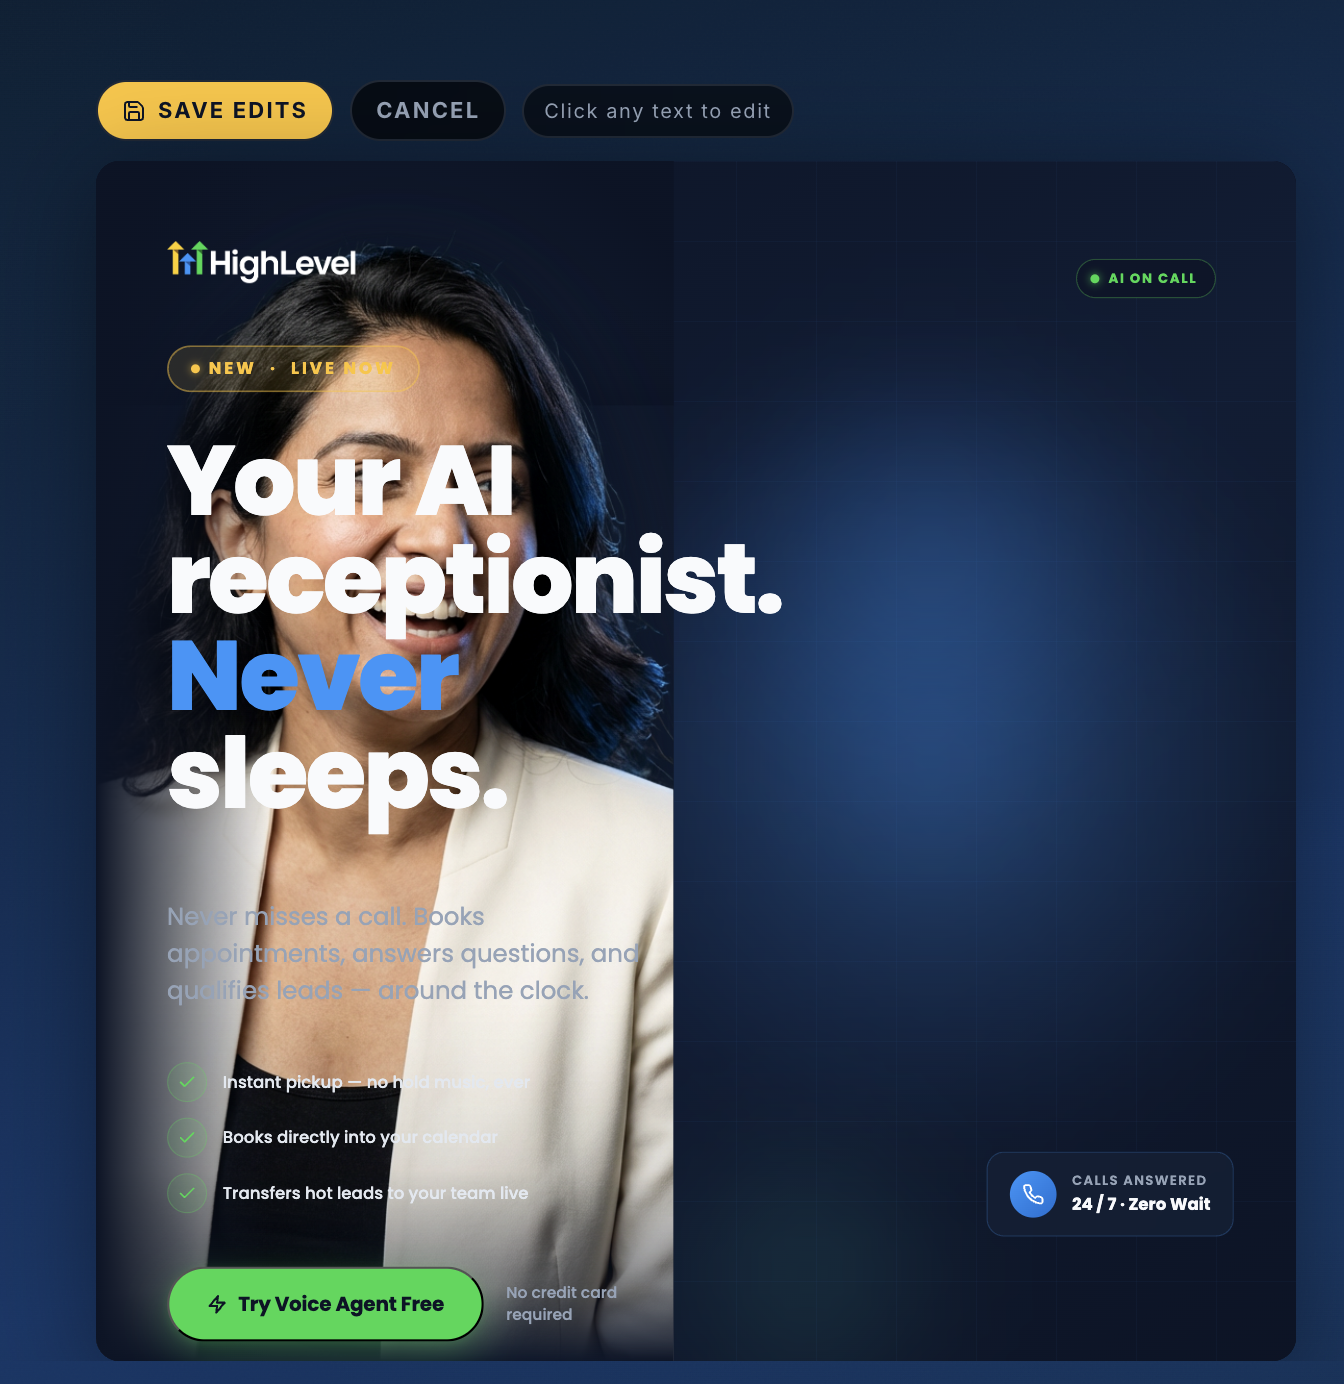 SAVE EDITS
CANCEL
Click any text to edit
HighLevel
AI ON CALL
NEW · LIVE NOW
Your AI
receptionist.
Never
sleeps.
Never misses a call. Books
appointments, answers questions, and
qualifies leads — around the clock.
Instant pickup — no hold music, ever
Books directly into your calendar
Transfers hot leads to your team live
CALLS ANSWERED
24 / 7 · Zero Wait
Try Voice Agent Free
No credit card
required